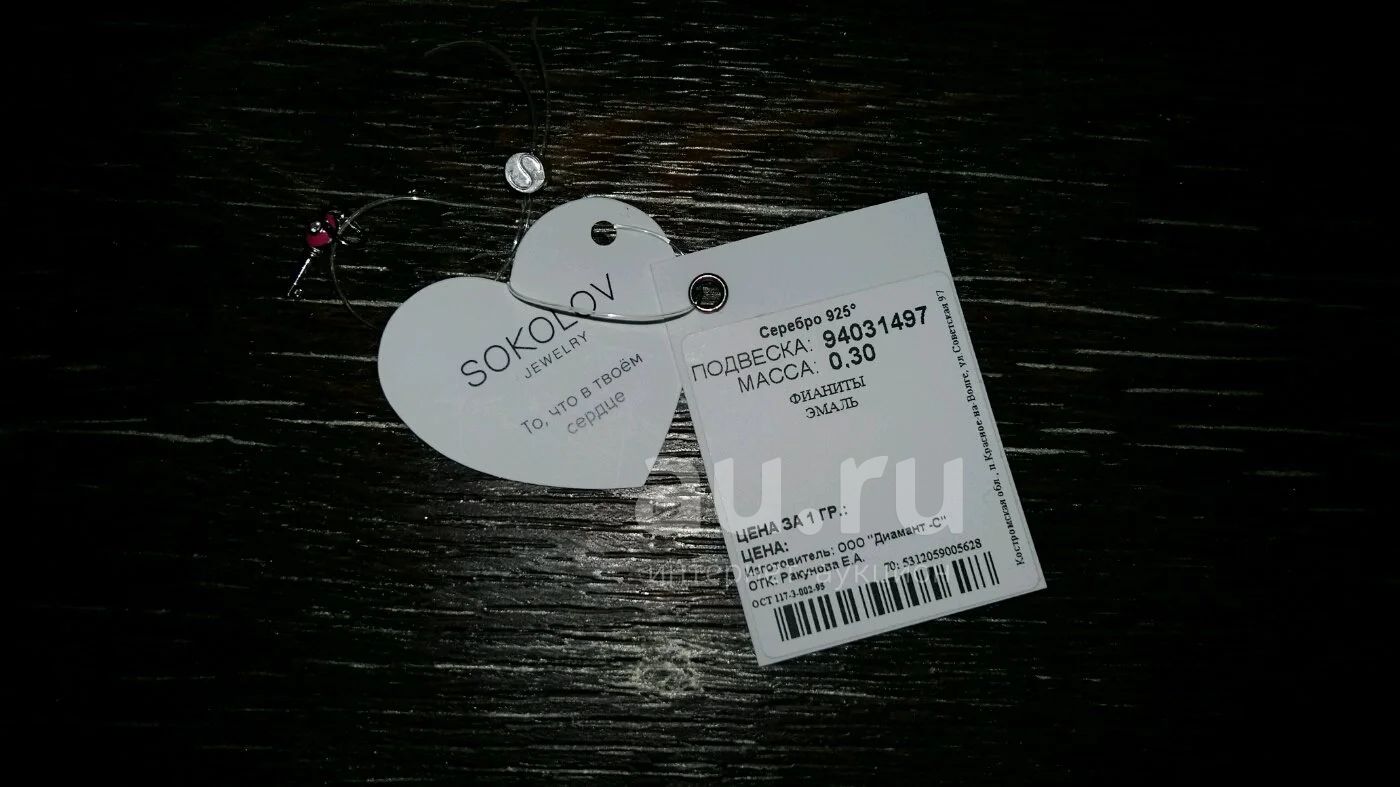 SOKOLOV
JEWELRY
То, что в твоём
сердце
Серебро 925°
ПОДВЕСКА: 94031497
МАССА: 0,30
ФИАНИТЫ
ЭМАЛЬ
ЦЕНА ЗА 1 ГР.:
ЦЕНА:
Изготовитель: ООО "Диамант -С"
ОТК: Ракунова Е.А. 70: 5312059005628
ОСТ 117-3-002-95
Костромская обл., п. Красное-на-Волге, ул Советская 97
au.ru
интернет-аукцион